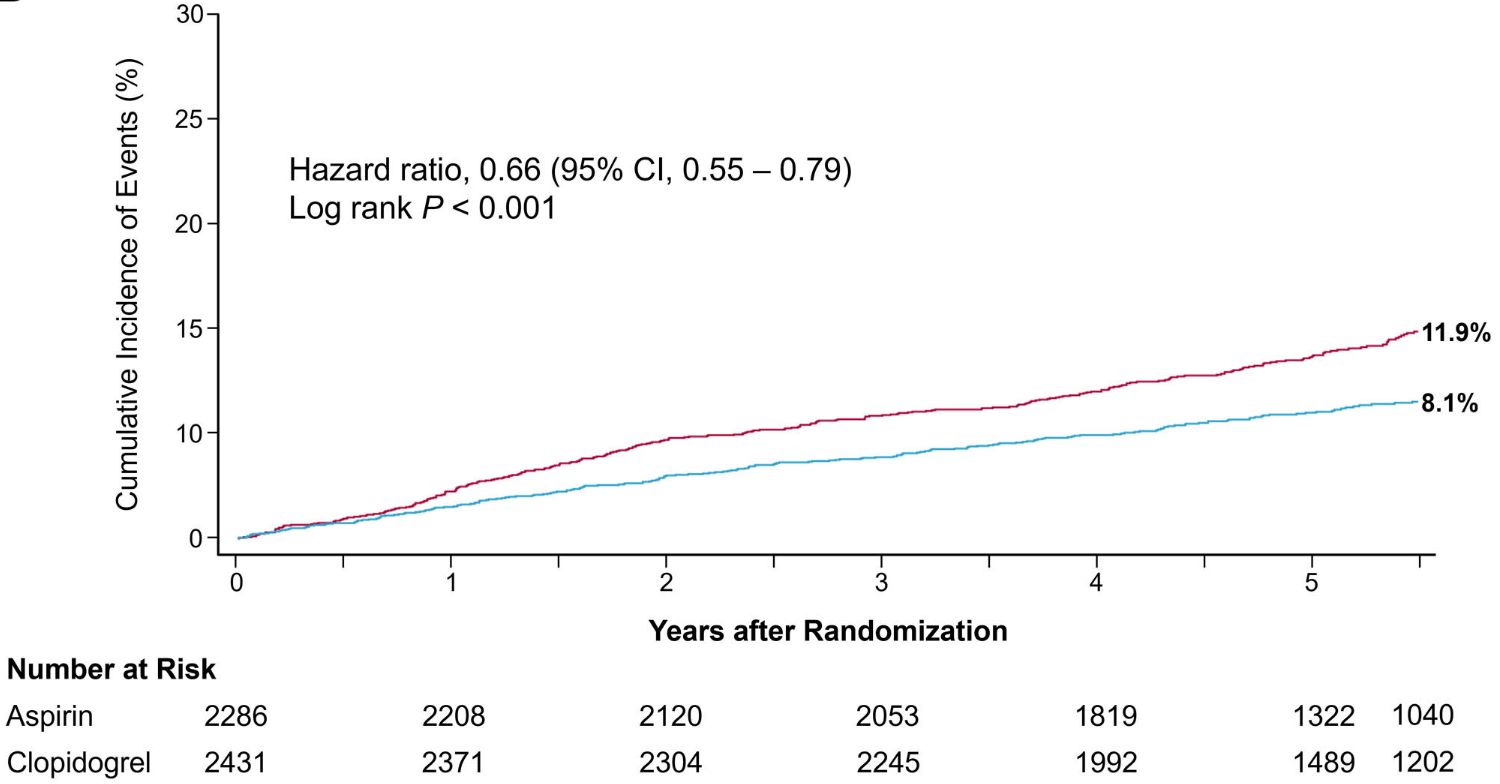 30
25
Hazard ratio, 0.66 (95% CI, 0.55 – 0.79)
Log rank P < 0.001
20
15
10
0
Cumulative Incidence of Events (%)
11.9%
8.1%
0 1 2 3 4 5
Years after Randomization
Number at Risk
Aspirin 2286 2208 2120 2053 1819 1322 1040
Clopidogrel 2431 2371 2304 2245 1992 1489 1202